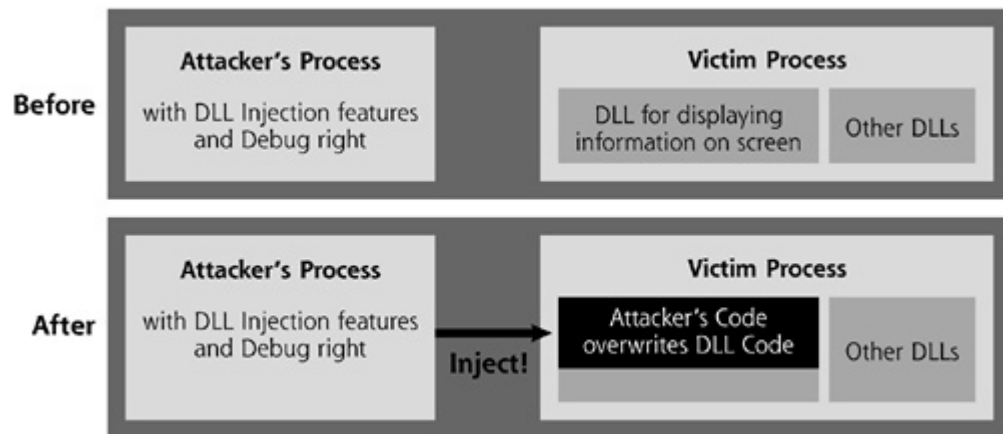 Before
Attacker's Process
with DLL Injection features
and Debug right
Victim Process
DLL for displaying
information on screen
Other DLLs
After
Attacker's Process
with DLL Injection features
and Debug right
Inject!
Victim Process
Attacker's Code
overwrites DLL Code
Other DLLs